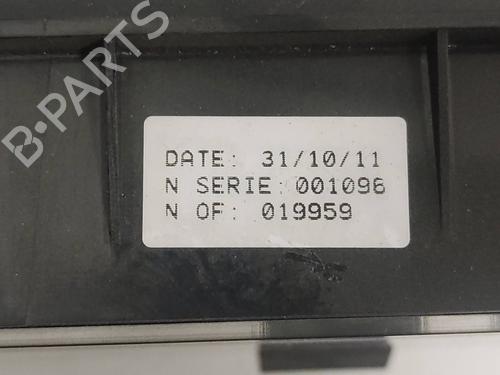 B-PARTS
DATE: 31/10/11
N SERIE: 001096
N OF: 019959